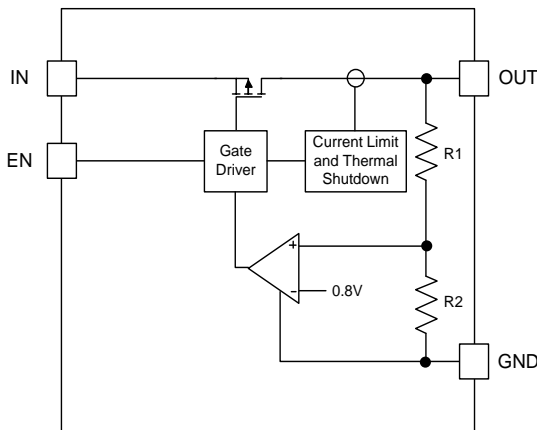 IN
OUT
EN
Gate
Driver
Current Limit
and Thermal
Shutdown
R1
+
-
0.8V
R2
GND